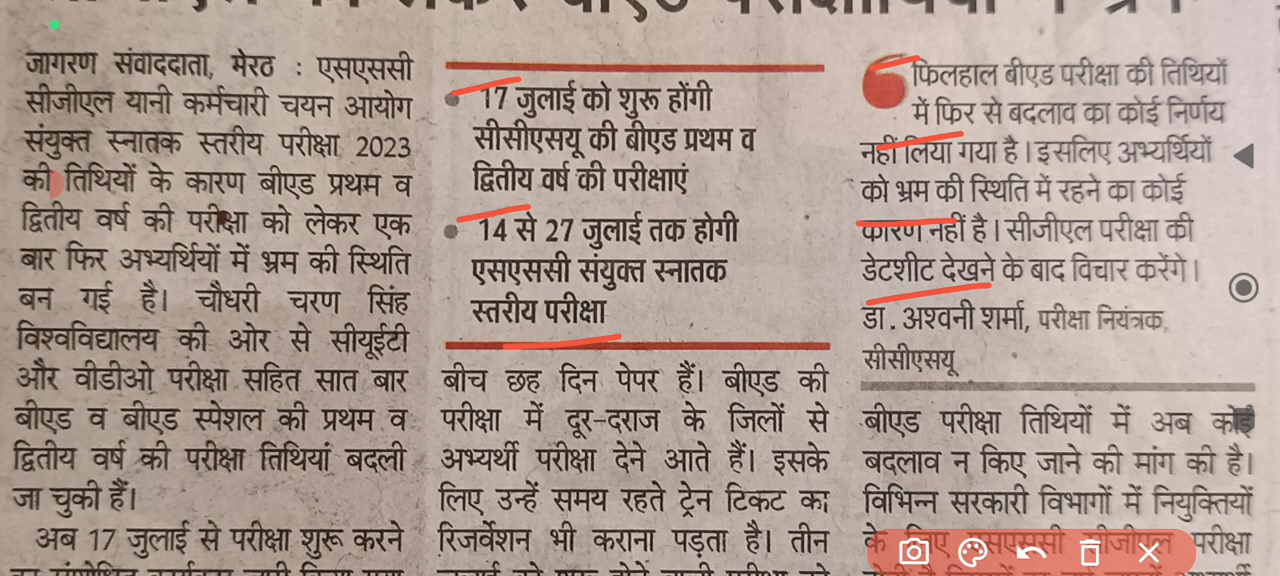 जागरण संवाददाता, मेरठ : एसएससी
सीजीएल यानी कर्मचारी चयन आयोग
संयुक्त स्नातक स्तरीय परीक्षा 2023
की तिथियों के कारण बीएड प्रथम व
द्वितीय वर्ष की परीक्षा को लेकर एक
बार फिर अभ्यर्थियों में भ्रम की स्थिति
बन गई है। चौधरी चरण सिंह
विश्वविद्यालय की ओर से सीयूईटी
और वीडीओ परीक्षा सहित सात बार
बीएड व बीएड स्पेशल की प्रथम व
द्वितीय वर्ष की परीक्षा तिथियां बदली
जा चुकी हैं।
अब 17 जुलाई से परीक्षा शुरू करने
17 जुलाई को शुरू होंगी
सीसीएसयू की बीएड प्रथम व
द्वितीय वर्ष की परीक्षाएं
14 से 27 जुलाई तक होगी
एसएससी संयुक्त स्नातक
स्तरीय परीक्षा
बीच छह दिन पेपर हैं। बीएड की
परीक्षा में दूर-दराज के जिलों से
अभ्यर्थी परीक्षा देने आते हैं। इसके
लिए उन्हें समय रहते ट्रेन टिकट का
रिजर्वेशन भी कराना पड़ता है। तीन
फिलहाल बीएड परीक्षा की तिथियों
में फिर से बदलाव का कोई निर्णय
नहीं लिया गया है। इसलिए अभ्यर्थियों
को भ्रम की स्थिति में रहने का कोई
कारण नहीं है। सीजीएल परीक्षा की
डेटशीट देखने के बाद विचार करेंगे।
डा. अश्वनी शर्मा, परीक्षा नियंत्रक,
सीसीएसयू
बीएड परीक्षा तिथियों में अब कोई
बदलाव न किए जाने की मांग की है।
विभिन्न सरकारी विभागों में नियुक्तियों
के लिए एसएससी सीजीएल परीक्षा